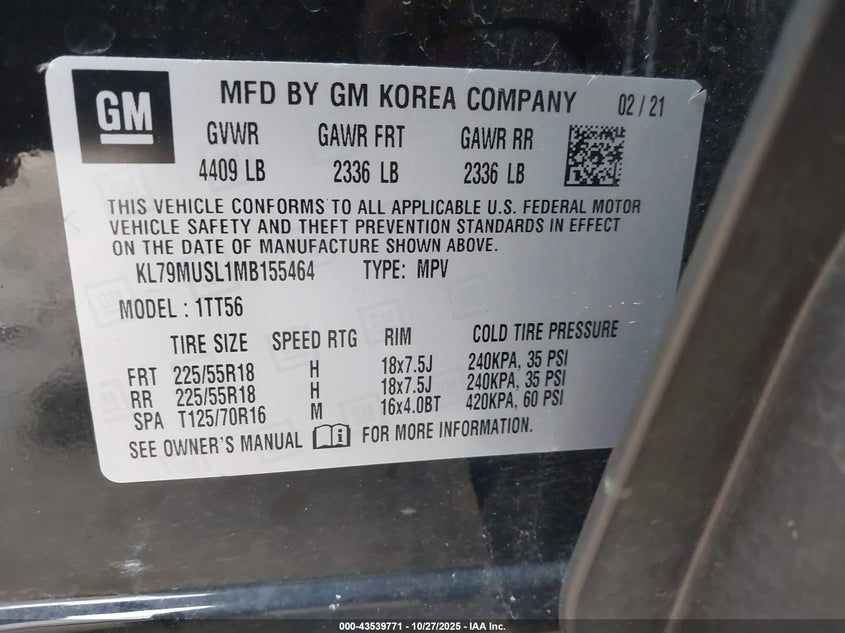 GM
MFD BY GM KOREA COMPANY 02 / 21
GVWR GAWR FRT GAWR RR
4409 LB 2336 LB 2336 LB
THIS VEHICLE CONFORMS TO ALL APPLICABLE U.S. FEDERAL MOTOR
VEHICLE SAFETY AND THEFT PREVENTION STANDARDS IN EFFECT
ON THE DATE OF MANUFACTURE SHOWN ABOVE.
KL79MUSL1MB155464 TYPE: MPV
MODEL : 1TT56
TIRE SIZE SPEED RTG RIM COLD TIRE PRESSURE
FRT 225/55R18 H 18x7.5J 240KPA, 35 PSI
RR 225/55R18 H 18x7.5J 240KPA, 35 PSI
SPA T125/70R16 M 16x4.0BT 420KPA, 60 PSI
SEE OWNER'S MANUAL FOR MORE INFORMATION.
000-43539771 - 10/27/2025 - IAA Inc.